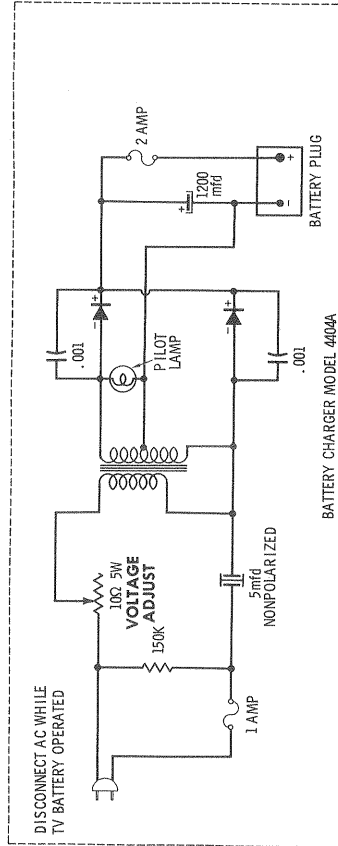 DISCONNECT AC WHILE
TV BATTERY OPERATED
10Ω 5W
VOLTAGE
ADJUST
150K
1 AMP
5mfd
NONPOLARIZED
.001
PILOT
LAMP
- +
- +
.001
+
1200
mfd
2 AMP
- +
BATTERY PLUG
BATTERY CHARGER MODEL 4404A